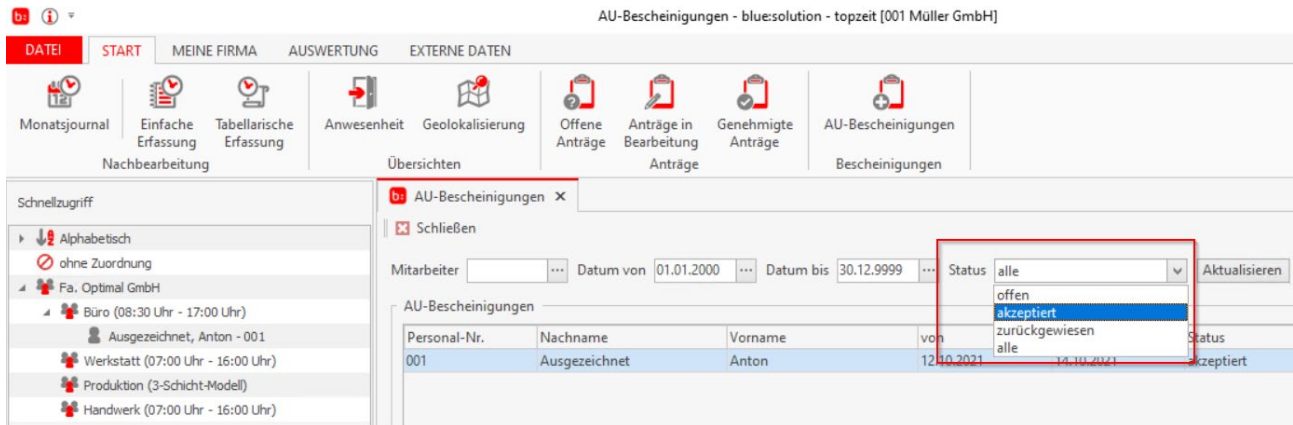 b:
AU-Bescheinigungen - blue:solution - topzeit [001 Müller GmbH]
DATEI START MEINE FIRMA AUSWERTUNG EXTERNE DATEN
12
Monatsjournal Einfache Erfassung Tabellarische Erfassung Anwesenheit Geolokalisierung Offene Anträge Anträge in Bearbeitung Genehmigte Anträge AU-Bescheinigungen
Nachbearbeitung Übersichten Anträge Bescheinigungen
Schnellzugriff
Alphabetisch
ohne Zuordnung
Fa. Optimal GmbH
Büro (08:30 Uhr - 17:00 Uhr)
Ausgezeichnet, Anton - 001
Werkstatt (07:00 Uhr - 16:00 Uhr)
Produktion (3-Schicht-Modell)
Handwerk (07:00 Uhr - 16:00 Uhr)
b: AU-Bescheinigungen X
Schließen
Mitarbeiter ... Datum von 01.01.2000 ... Datum bis 30.12.9999 ... Status alle Aktualisieren
offen
akzeptiert
zurückgewiesen
alle
AU-Bescheinigungen
Personal-Nr. Nachname Vorname von Status
001 Ausgezeichnet Anton 12.10.2021 14.10.2021 akzeptiert